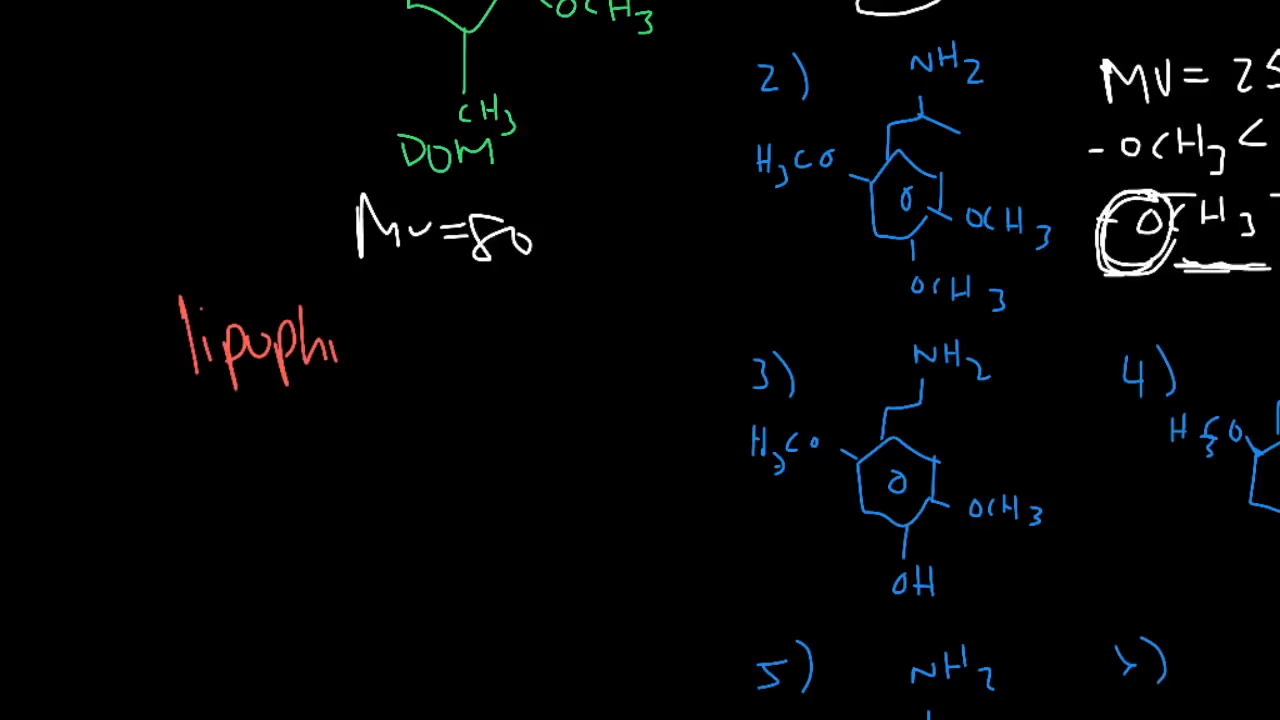 OCH3
CH3
DOM
Mv=80
lipophi
2)
NH2
H3CO
OCH3
OCH3
MV= 25
- OCH3 <
- OCH3
3)
NH2
H3CO
OCH3
OH
4)
H3CO
5)
NH2